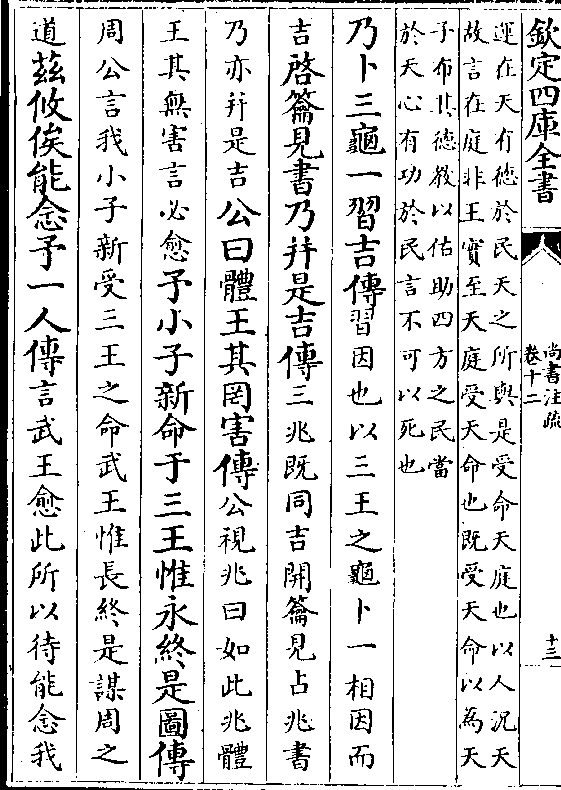 欽定四庫全書
尚書注疏
卷十二
十三
運在天有德於民天之所與是受命天庭也以人況天
故言在庭非王實至天庭受天命也既受天命以為天
子布其德教以佑助四方之民當
於天心有功於民言不可以死也
乃卜三龜一習吉傳習因也以三王之龜卜一相因而
吉啓籥見書乃幷是吉傳三兆既同吉開籥見占兆書
乃亦幷是吉公曰體王其罔害傳公視兆曰如此兆體
王其無害言必愈予小子新命于三王惟永終是圖傳
周公言我小子新受三王之命武王惟長終是謀周之
道茲攸俟能念予一人傳言武王愈此所以待能念我